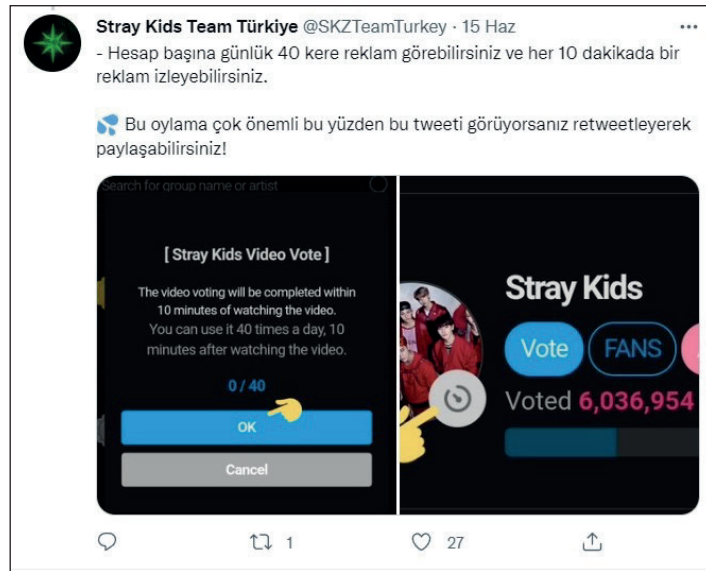 Stray Kids Team Türkiye @SKZTeamTurkey · 15 Haz
- Hesap başına günlük 40 kere reklam görebilirsiniz ve her 10 dakikada bir
reklam izleyebilirsiniz.
💦 Bu oylama çok önemli bu yüzden bu tweeti görüyorsanız retweetleyerek
paylaşabilirsiniz!
Search for group name or artist
[ Stray Kids Video Vote ]
The video voting will be completed within
10 minutes of watching the video.
You can use it 40 times a day, 10
minutes after watching the video.
0 / 40
OK
Cancel
Stray Kids
Vote FANS
Voted 6,036,954
1 27